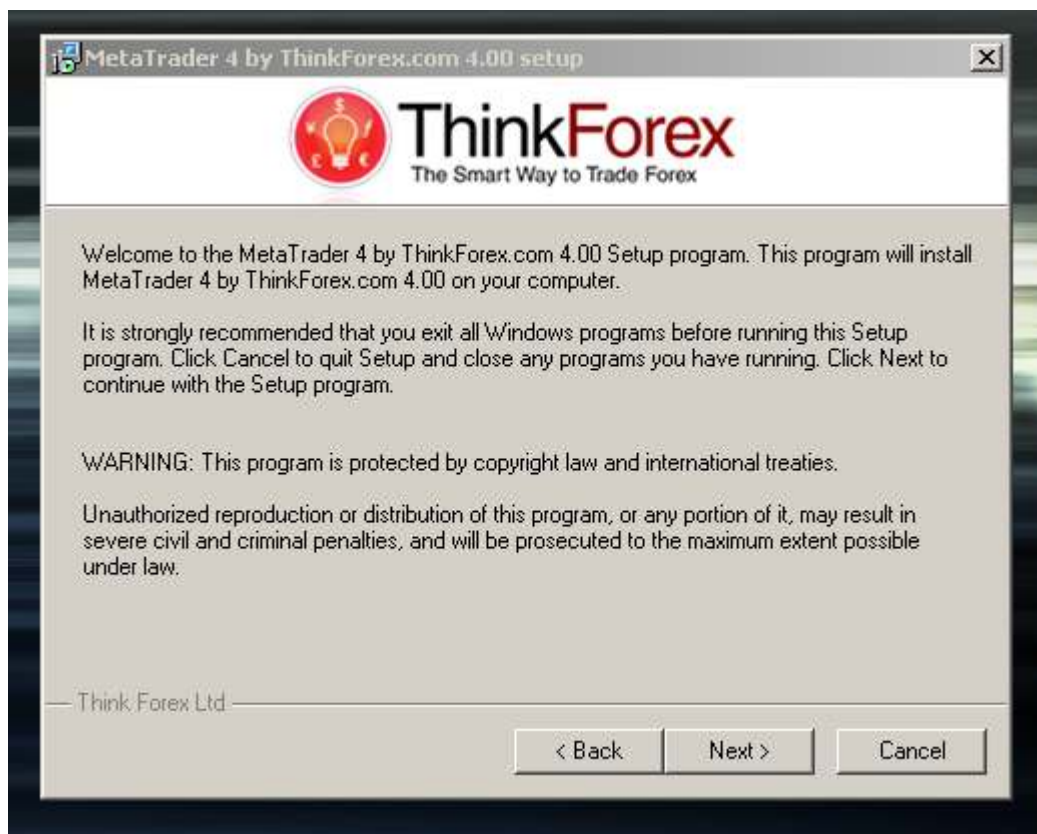 MetaTrader 4 by ThinkForex.com 4.00 setup
ThinkForex
The Smart Way to Trade Forex
Welcome to the MetaTrader 4 by ThinkForex.com 4.00 Setup program. This program will install
MetaTrader 4 by ThinkForex.com 4.00 on your computer.
It is strongly recommended that you exit all Windows programs before running this Setup
program. Click Cancel to quit Setup and close any programs you have running. Click Next to
continue with the Setup program.
WARNING: This program is protected by copyright law and international treaties.
Unauthorized reproduction or distribution of this program, or any portion of it, may result in
severe civil and criminal penalties, and will be prosecuted to the maximum extent possible
under law.
Think Forex Ltd
< Back Next > Cancel